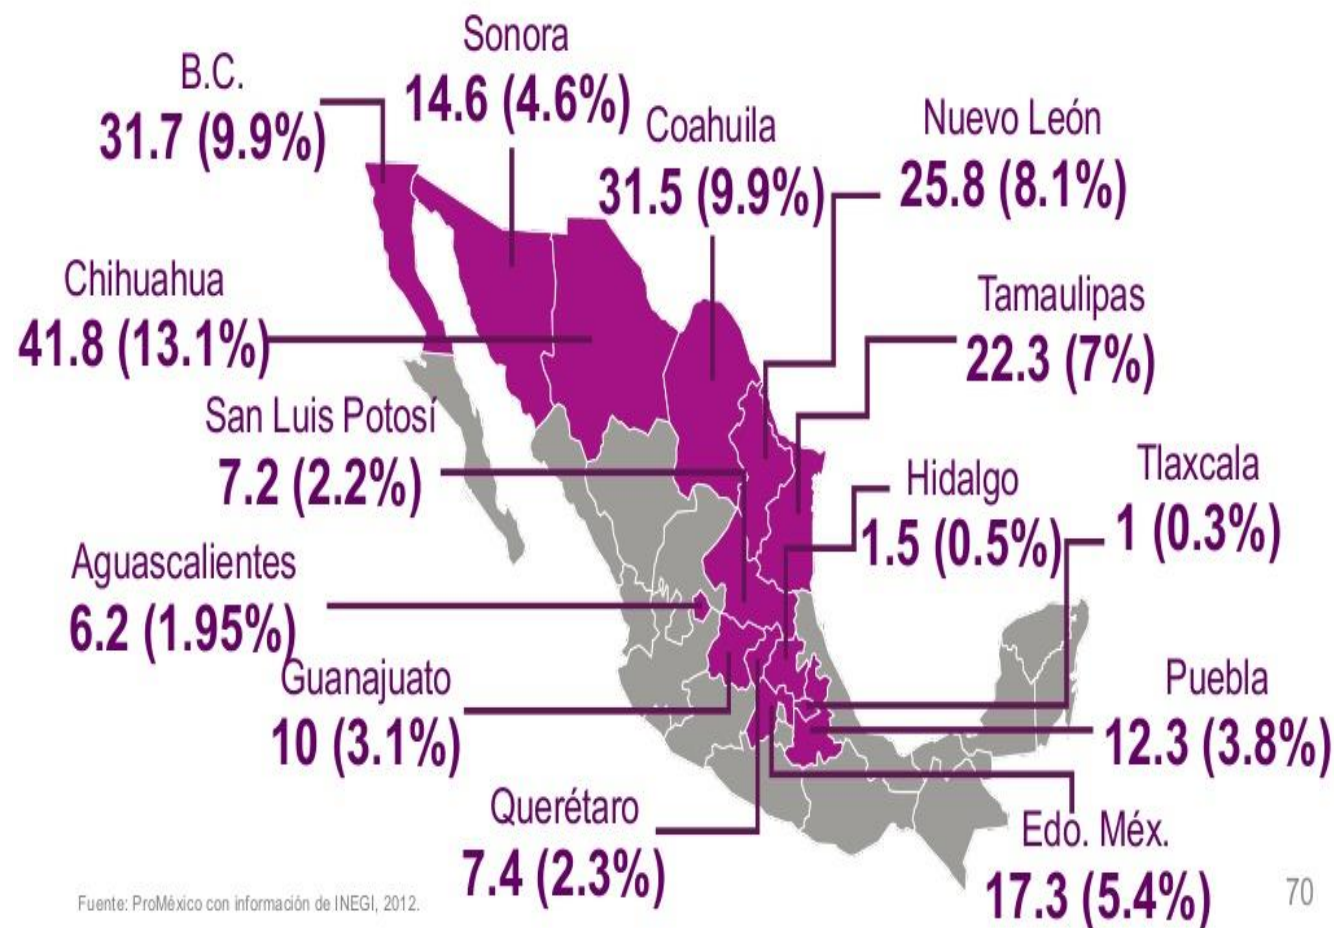 Sonora
14.6 (4.6%)
B.C.
31.7 (9.9%)
Coahuila
31.5 (9.9%)
Nuevo León
25.8 (8.1%)
Chihuahua
41.8 (13.1%)
Tamaulipas
22.3 (7%)
San Luis Potosí
7.2 (2.2%)
Hidalgo
1.5 (0.5%)
Tlaxcala
1 (0.3%)
Aguascalientes
6.2 (1.95%)
Guanajuato
10 (3.1%)
Puebla
12.3 (3.8%)
Querétaro
7.4 (2.3%)
Edo. Méx.
17.3 (5.4%)
Fuente: ProMéxico con información de INEGI, 2012.
70